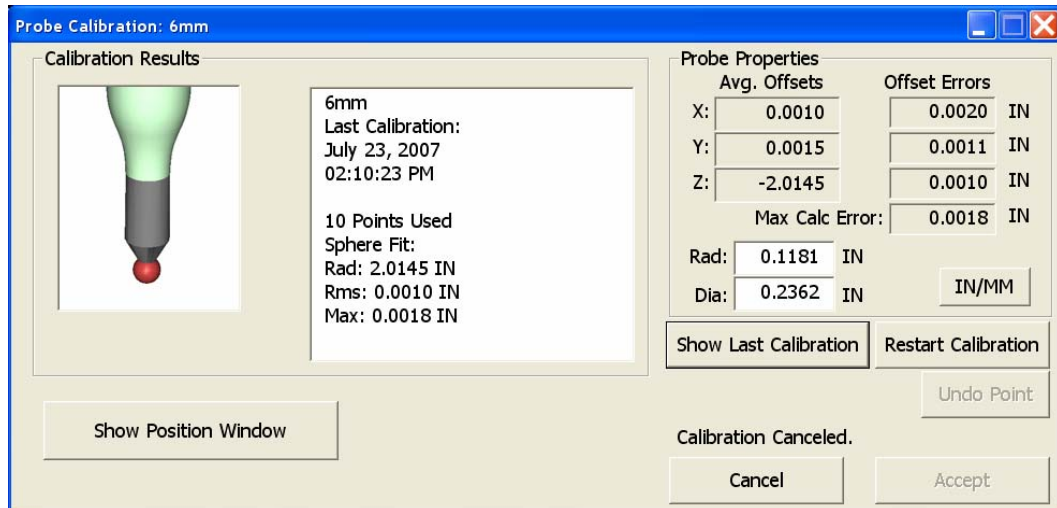 Probe Calibration: 6mm
Calibration Results
6mm
Last Calibration:
July 23, 2007
02:10:23 PM
10 Points Used
Sphere Fit:
Rad: 2.0145 IN
Rms: 0.0010 IN
Max: 0.0018 IN
Show Position Window
Probe Properties
Avg. Offsets Offset Errors
X: 0.0010 0.0020 IN
Y: 0.0015 0.0011 IN
Z: -2.0145 0.0010 IN
Max Calc Error: 0.0018 IN
Rad: 0.1181 IN
Dia: 0.2362 IN IN/MM
Show Last Calibration Restart Calibration
Undo Point
Calibration Canceled.
Cancel Accept